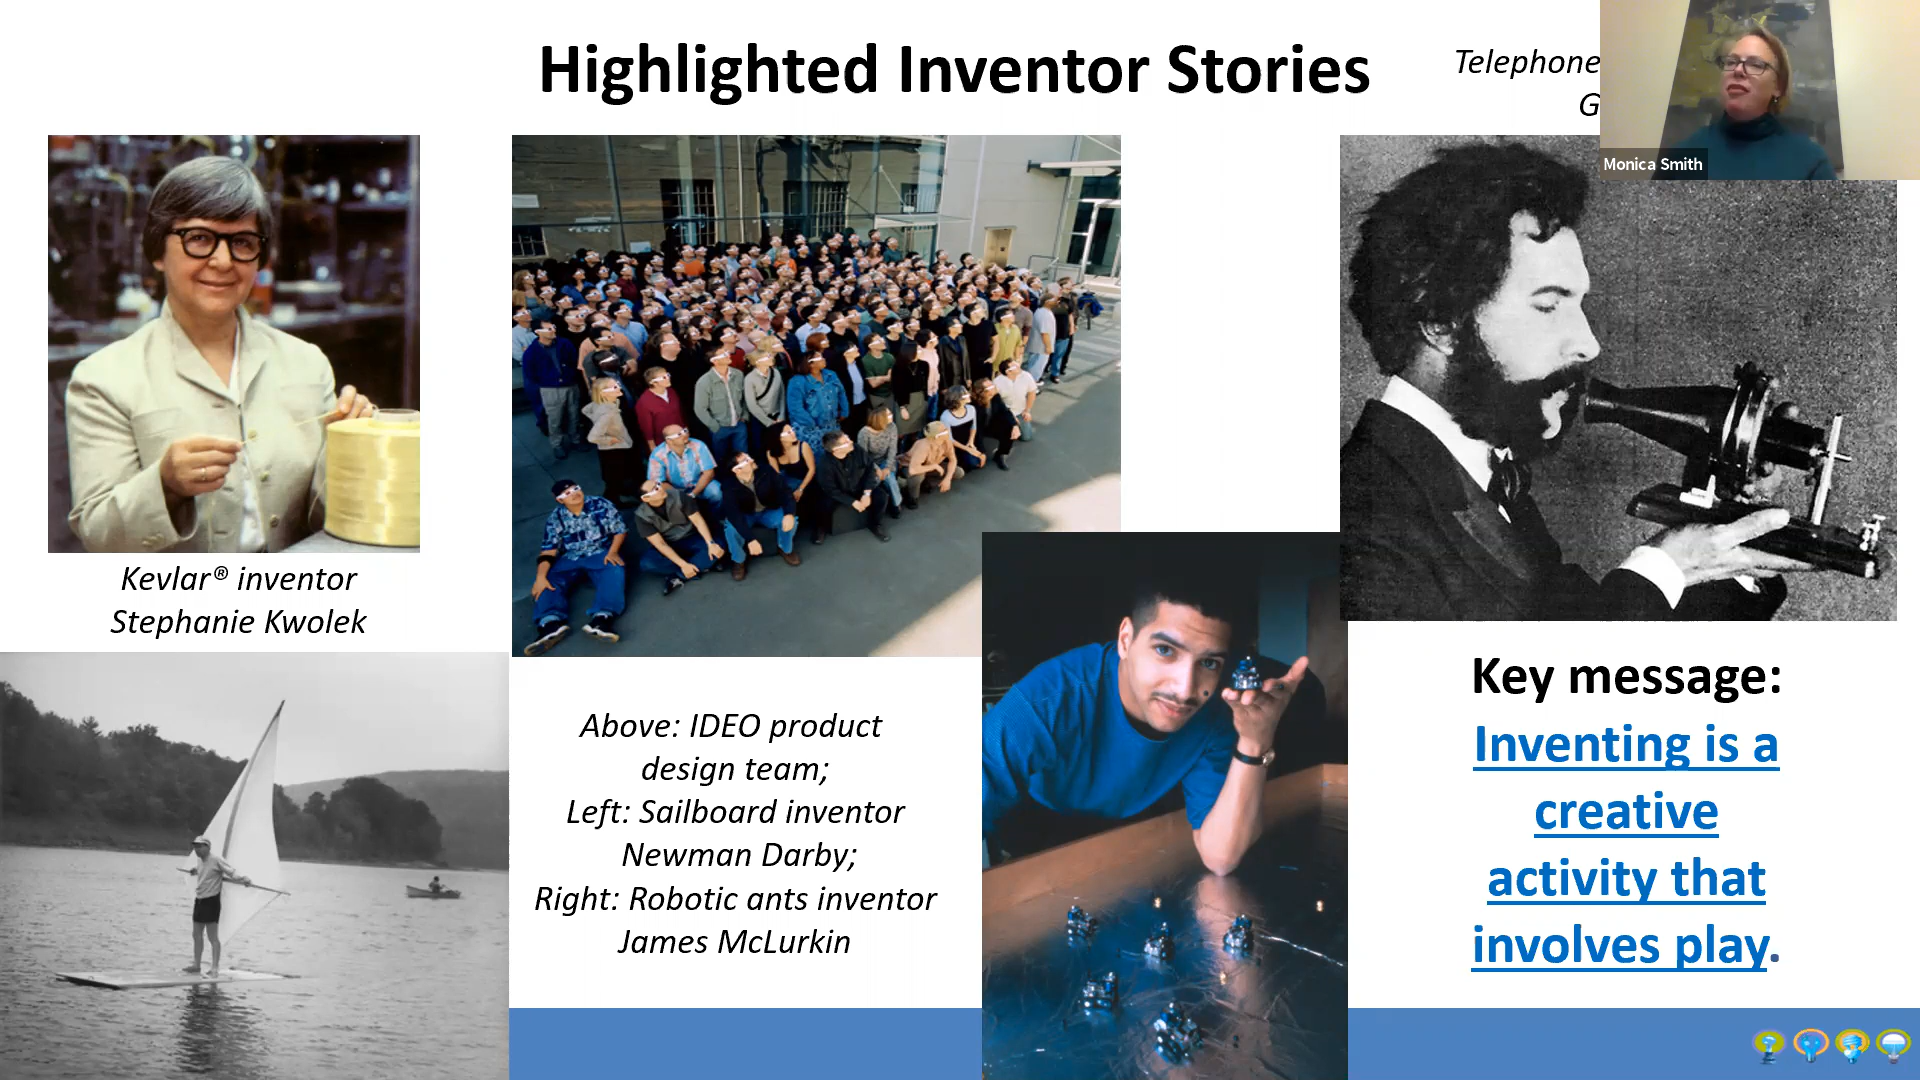 Highlighted Inventor Stories
Telephone
G
Monica Smith
Kevlar® inventor
Stephanie Kwolek
Above: IDEO product
design team;
Left: Sailboard inventor
Newman Darby;
Right: Robotic ants inventor
James McLurkin
Key message:
Inventing is a
creative
activity that
involves play.